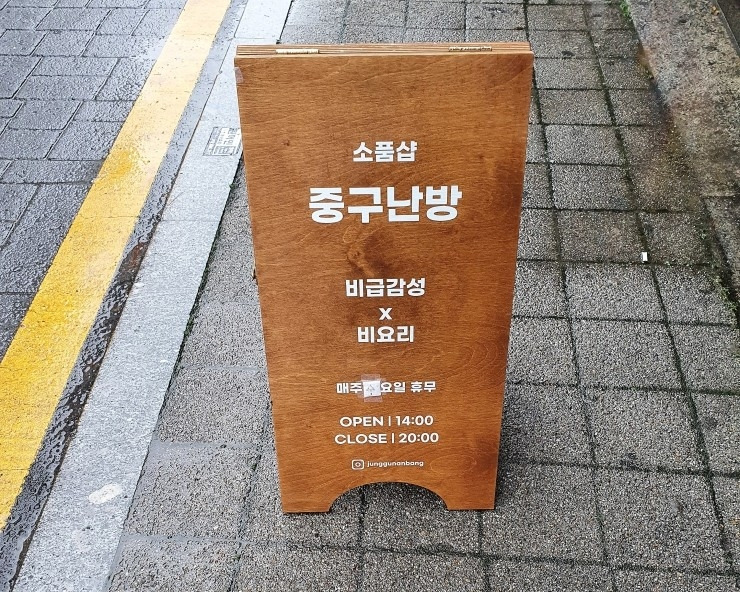 소품샵
중구난방
비급감성
x
비요리
매주 요일 휴무
OPEN | 14:00
CLOSE | 20:00
junggunanbang